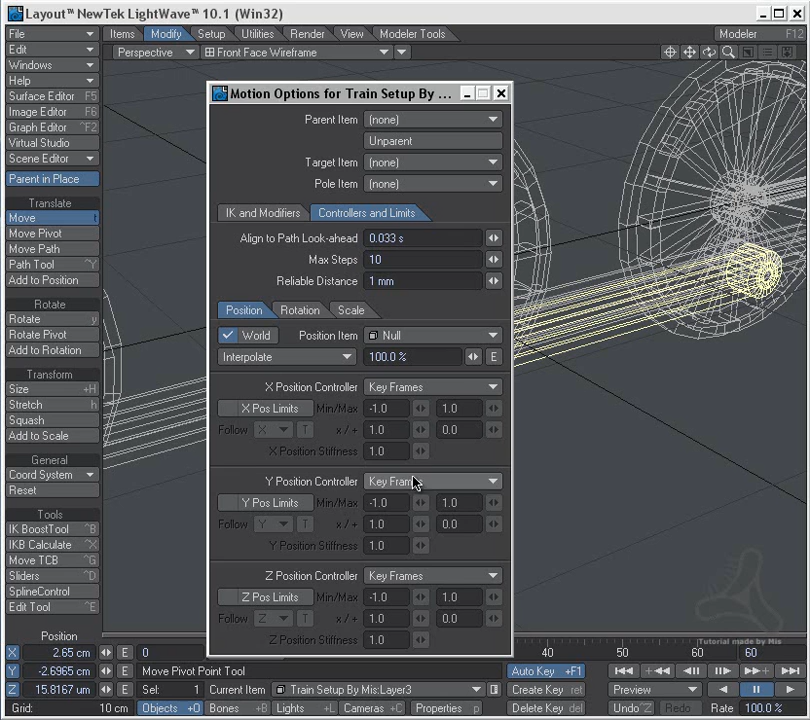 Layout™ NewTek LightWave™ 10.1 (Win32)
File Items Modify Setup Utilities Render View Modeler Tools Modeler F12
Edit Perspective Front Face Wireframe
Windows
Help
Surface Editor F5
Image Editor F6
Graph Editor ^F2
Virtual Studio
Scene Editor
Parent in Place
Translate
Move t
Move Pivot
Move Path
Path Tool ^Y
Add to Position
Rotate
Rotate y
Rotate Pivot
Add to Rotation
Transform
Size +H
Stretch h
Squash
Add to Scale
General
Coord System
Reset
Tools
IK BoostTool ^B
IKB Calculate ^X
Move TCB ^G
Sliders ^D
SplineControl
Edit Tool ^E
Motion Options for Train Setup By ...
Parent Item (none)
Unparent
Target Item (none)
Pole Item (none)
IK and Modifiers Controllers and Limits
Align to Path Look-ahead 0.033 s
Max Steps 10
Reliable Distance 1 mm
Position Rotation Scale
World Position Item Null
Interpolate 100.0 % E
X Position Controller Key Frames
X Pos Limits Min/Max -1.0 1.0
Follow X T x / + 1.0 0.0
X Position Stiffness 1.0
Y Position Controller Key Frames
Y Pos Limits Min/Max -1.0 1.0
Follow Y T x / + 1.0 0.0
Y Position Stiffness 1.0
Z Position Controller Key Frames
Z Pos Limits Min/Max -1.0 1.0
Follow Z T x / + 1.0 0.0
Z Position Stiffness 1.0
Tutorial made by Mis
Position
X 2.65 cm E 0 40 50 60 60
Y -2.6965 cm E Move Pivot Point Tool Auto Key +F1
Z 15.8167 um E Sel: 1 Current Item Train Setup By Mis:Layer3 Create Key ret Preview
Grid: 10 cm Objects +O Bones +B Lights +L Cameras +C Properties p Delete Key del Undo ^Z Rate 100.0 %